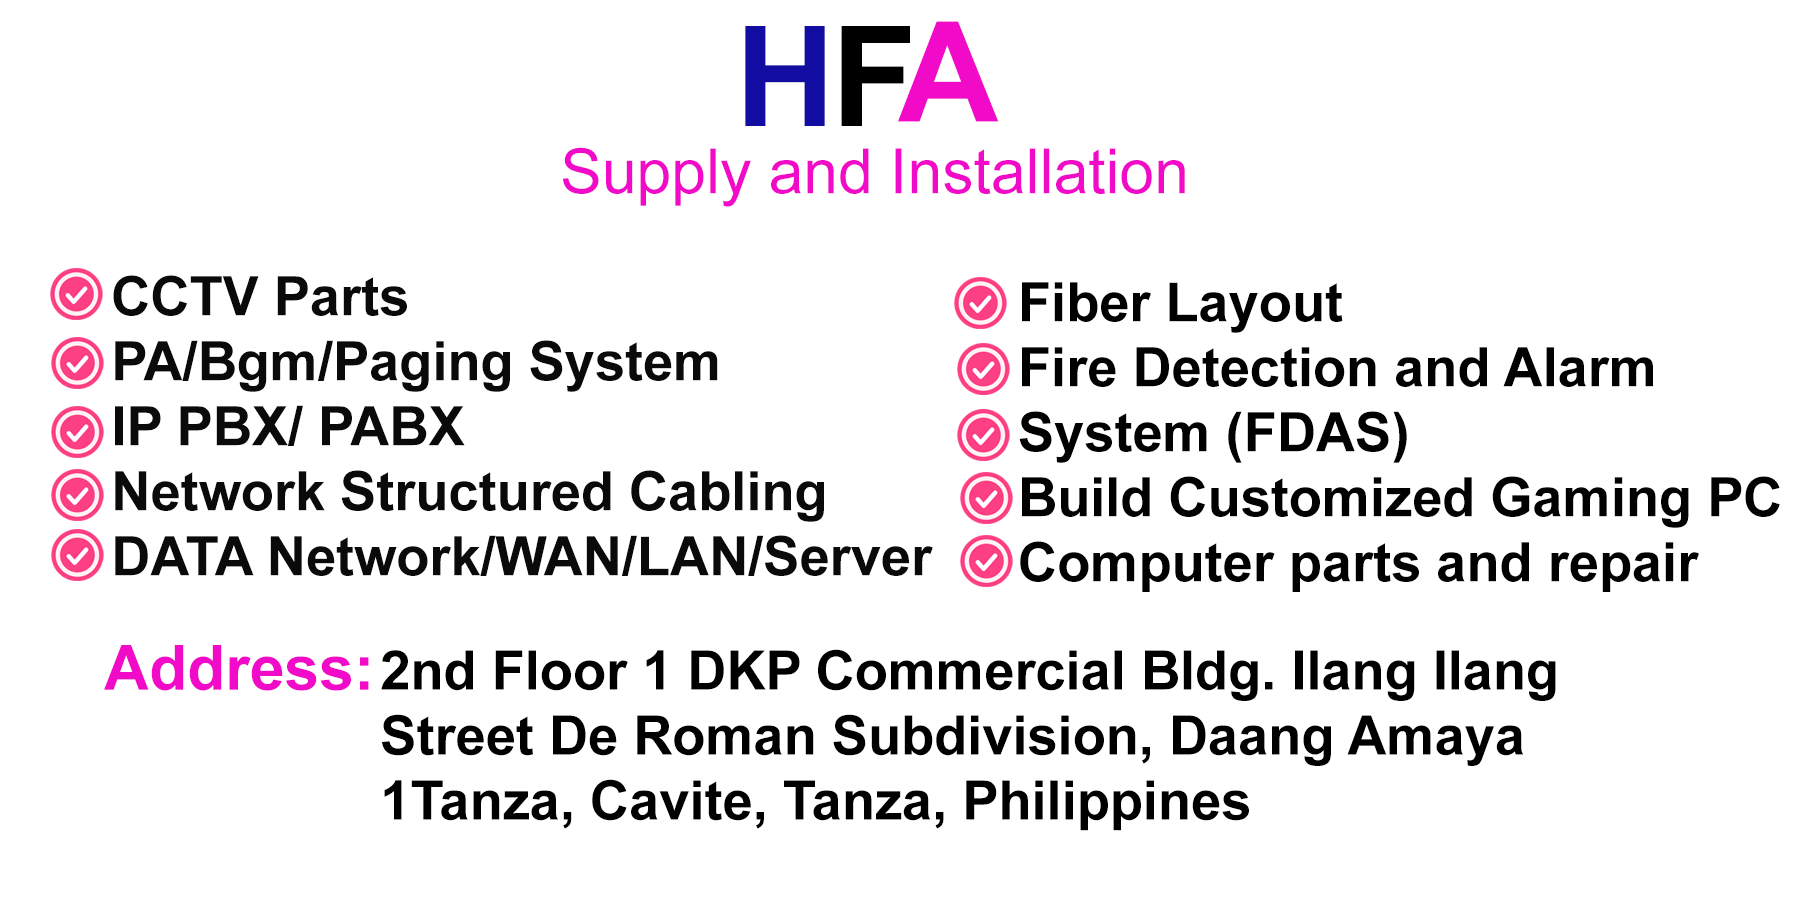 HFA
Supply and Installation
CCTV Parts
PA/Bgm/Paging System
IP PBX/ PABX
Network Structured Cabling
DATA Network/WAN/LAN/Server
Fiber Layout
Fire Detection and Alarm
System (FDAS)
Build Customized Gaming PC
Computer parts and repair
Address: 2nd Floor 1 DKP Commercial Bldg. Ilang Ilang
Street De Roman Subdivision, Daang Amaya
1Tanza, Cavite, Tanza, Philippines